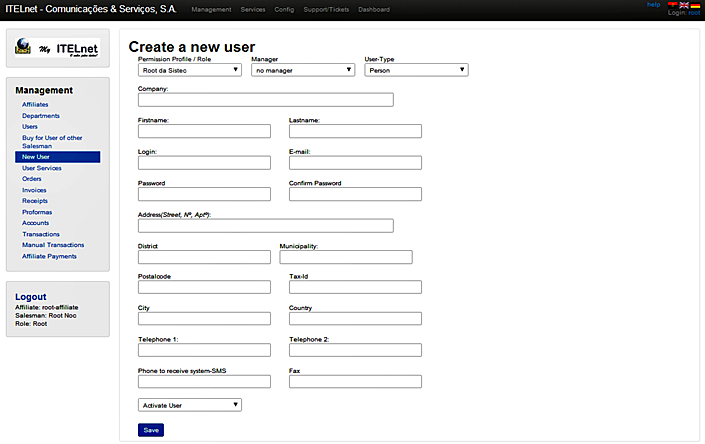 ITELnet - Comunicações & Serviços, S.A. Management Services Config Support/Tickets Dashboard help
Login: root
My ITELnet
Management
Affiliates
Departments
Users
Buy for User of other
Salesman
New User
User Services
Orders
Invoices
Receipts
Proformas
Accounts
Transactions
Manual Transactions
Affiliate Payments
Logout
Affiliate: root-affiliate
Salesman: Root Noc
Role: Root
Create a new user
Permission Profile / Role Manager User-Type
Root da Sistec no manager Person
Company:
Firstname: Lastname:
Login: E-mail:
Password Confirm Password
Address(Street, Nº, Aptº):
District Municipality:
Postalcode Tax-Id
City Country
Telephone 1: Telephone 2:
Phone to receive system-SMS Fax
Activate User
Save